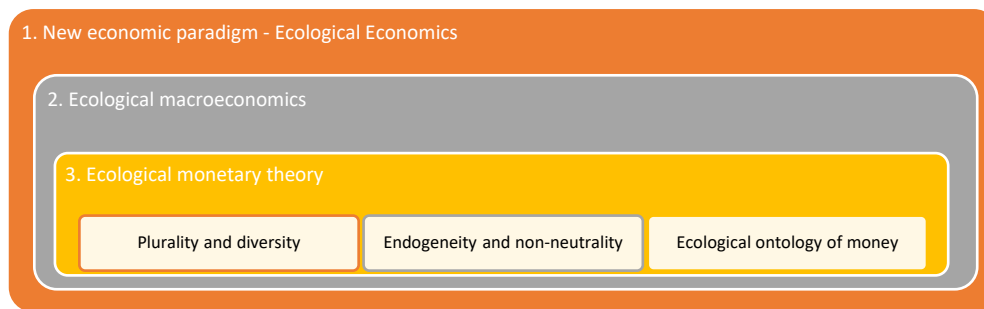 1. New economic paradigm - Ecological Economics
2. Ecological macroeconomics
3. Ecological monetary theory
Plurality and diversity
Endogeneity and non-neutrality
Ecological ontology of money